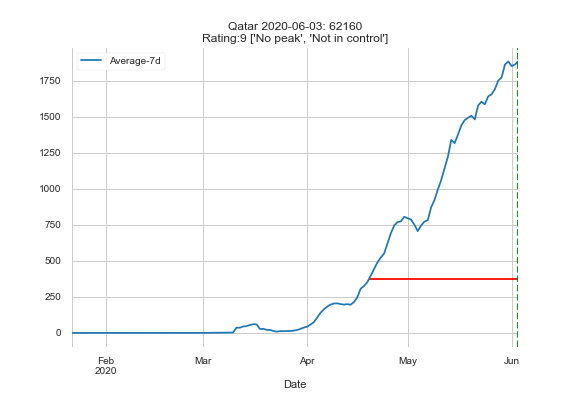 Qatar 2020-06-03: 62160
Rating:9 ['No peak', 'Not in control']
Average-7d
1750
1500
1250
1000
750
500
250
0
Feb
2020
Mar
Apr
May
Jun
Date